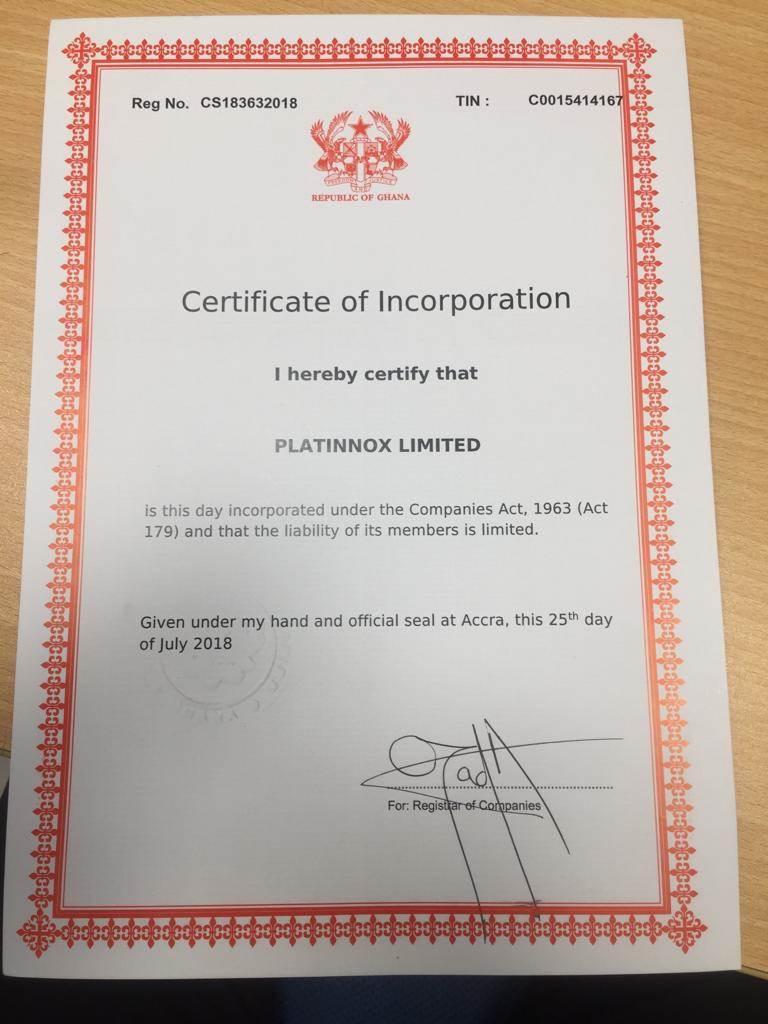 Reg No. CS183632018 TIN : C0015414167
REPUBLIC OF GHANA
Certificate of Incorporation
I hereby certify that
PLATINNOX LIMITED
is this day incorporated under the Companies Act, 1963 (Act
179) and that the liability of its members is limited.
Given under my hand and official seal at Accra, this 25th day
of July 2018
For: Registrar of Companies